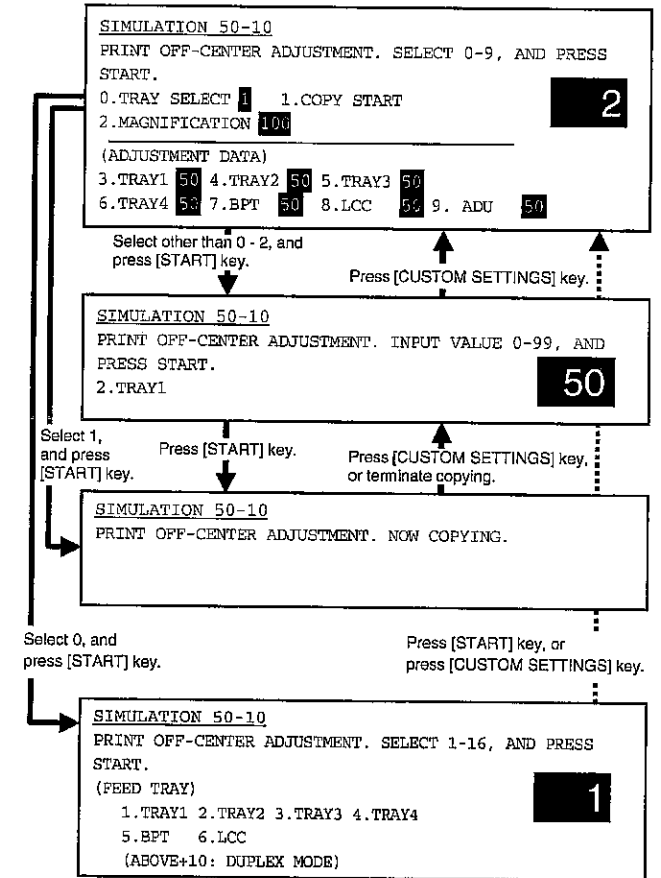 SIMULATION 50-10
PRINT OFF-CENTER ADJUSTMENT. SELECT 0-9, AND PRESS
START.
0.TRAY SELECT 1 1.COPY START
2
2.MAGNIFICATION 100
(ADJUSTMENT DATA)
3.TRAY1 50 4.TRAY2 50 5.TRAY3 50
6.TRAY4 50 7.BPT 50 8.LCC 50 9. ADU 50
Select other than 0 - 2, and
press [START] key.
Press [CUSTOM SETTINGS] key.
SIMULATION 50-10
PRINT OFF-CENTER ADJUSTMENT. INPUT VALUE 0-99, AND
PRESS START.
2.TRAY1
50
Select 1,
and press
[START] key.
Press [START] key.
Press [CUSTOM SETTINGS] key,
or terminate copying.
SIMULATION 50-10
PRINT OFF-CENTER ADJUSTMENT. NOW COPYING.
Select 0, and
press [START] key.
Press [START] key, or
press [CUSTOM SETTINGS] key.
SIMULATION 50-10
PRINT OFF-CENTER ADJUSTMENT. SELECT 1-16, AND PRESS
START.
(FEED TRAY)
1
1.TRAY1 2.TRAY2 3.TRAY3 4.TRAY4
5.BPT 6.LCC
(ABOVE+10: DUPLEX MODE)